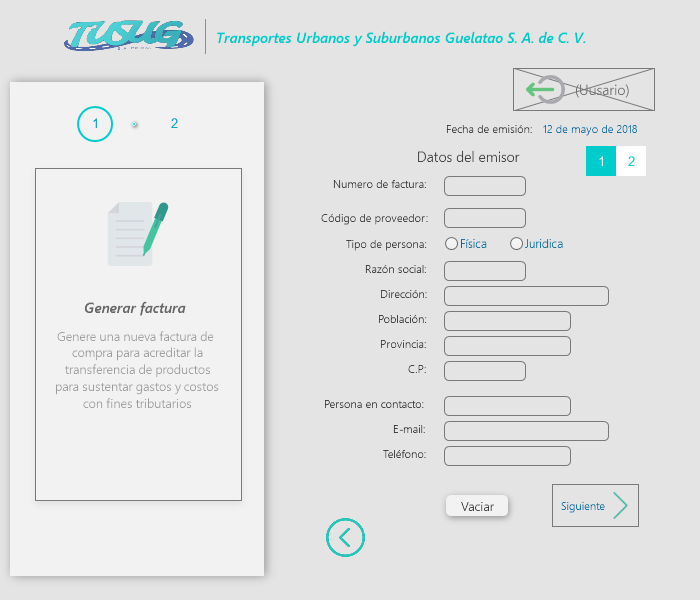 TUSUG
Transportes Urbanos y Suburbanos Guelatao S. A. de C. V.
(Uusario)
Fecha de emisión: 12 de mayo de 2018
1 2
Generar factura
Genere una nueva factura de
compra para acreditar la
transferencia de productos
para sustentar gastos y costos
con fines tributarios
Datos del emisor
1 2
Numero de factura:
Código de proveedor:
Tipo de persona: Física Juridica
Razón social:
Dirección:
Población:
Provincia:
C.P:
Persona en contacto:
E-mail:
Teléfono:
Vaciar
Siguiente